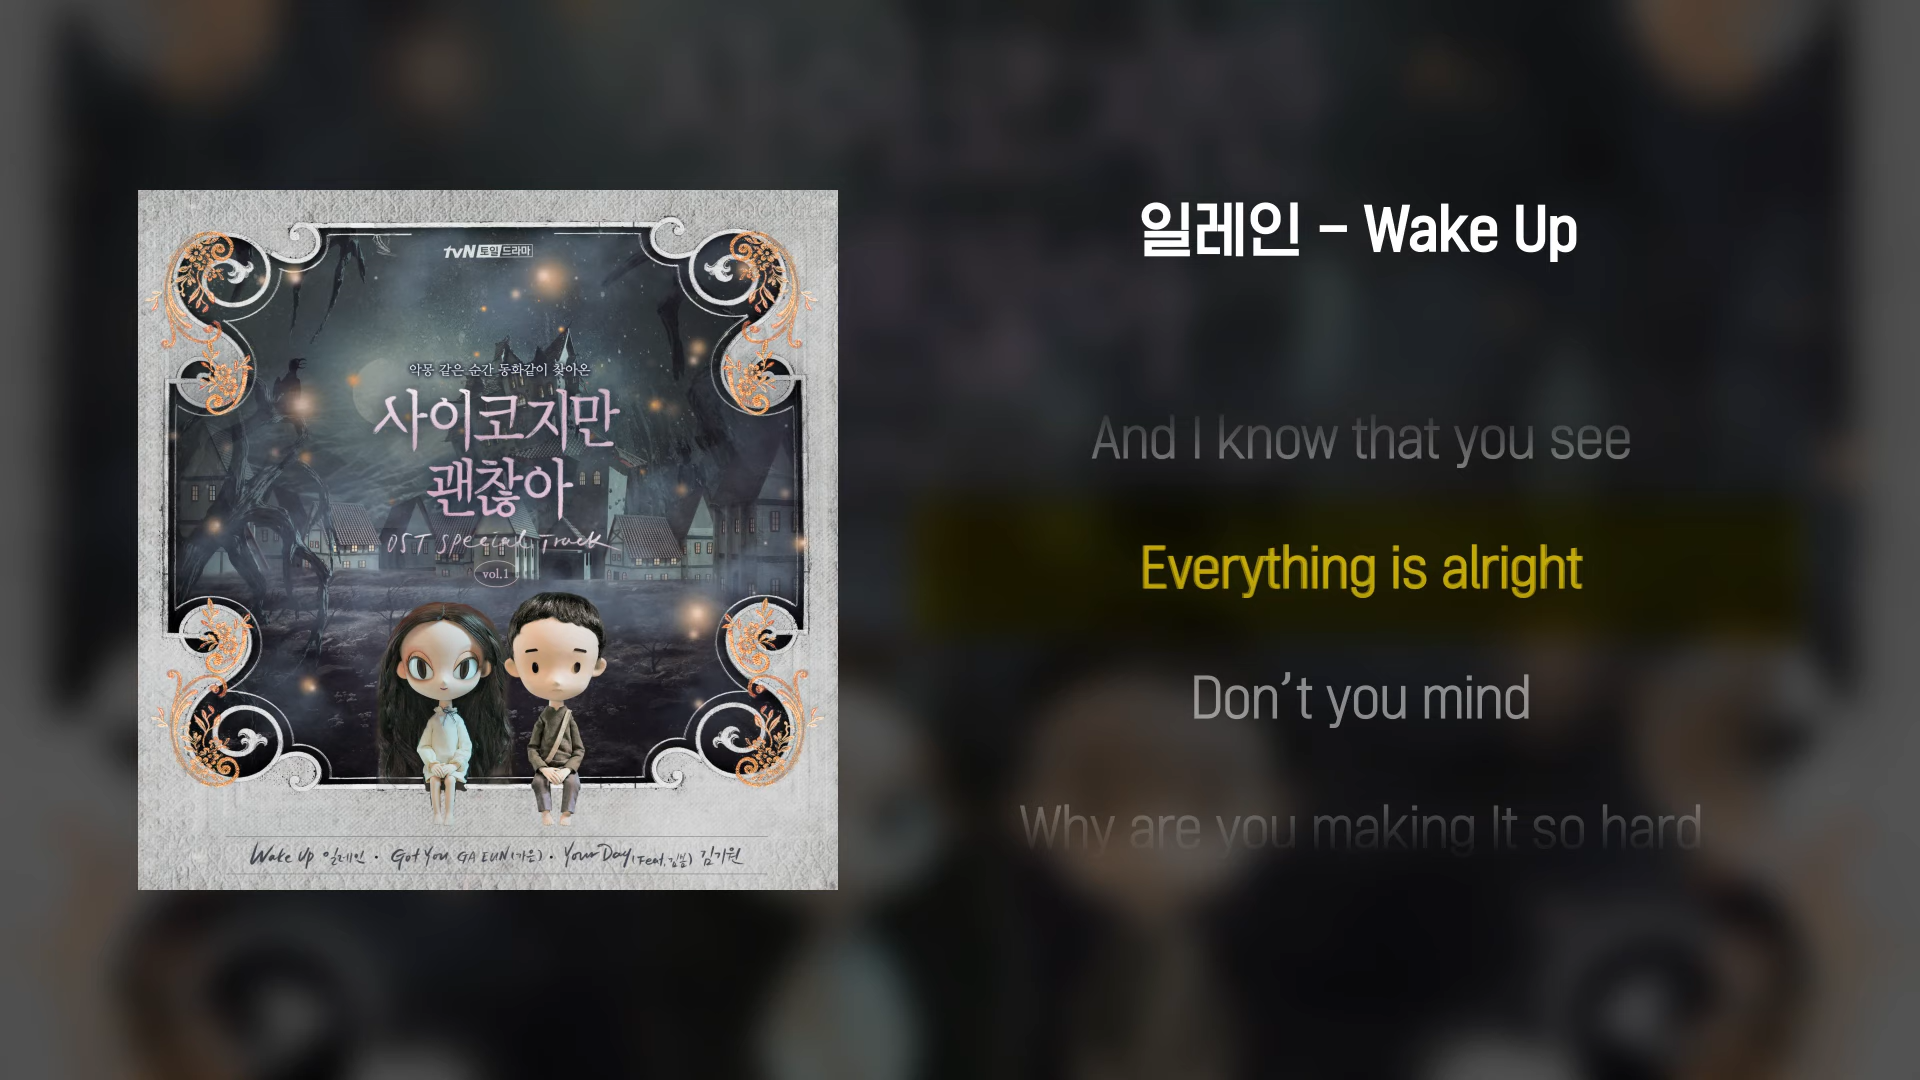 tvN 토일드라마
악몽 같은 순간 동화같이 찾아온
사이코지만
괜찮아
OST Special Track
vol.1
Wake Up 일레인 · Got You GA EUN(가은) · Your Day(Feat.김봄) 김기원
일레인 - Wake Up
And I know that you see
Everything is alright
Don't you mind
Why are you making It so hard